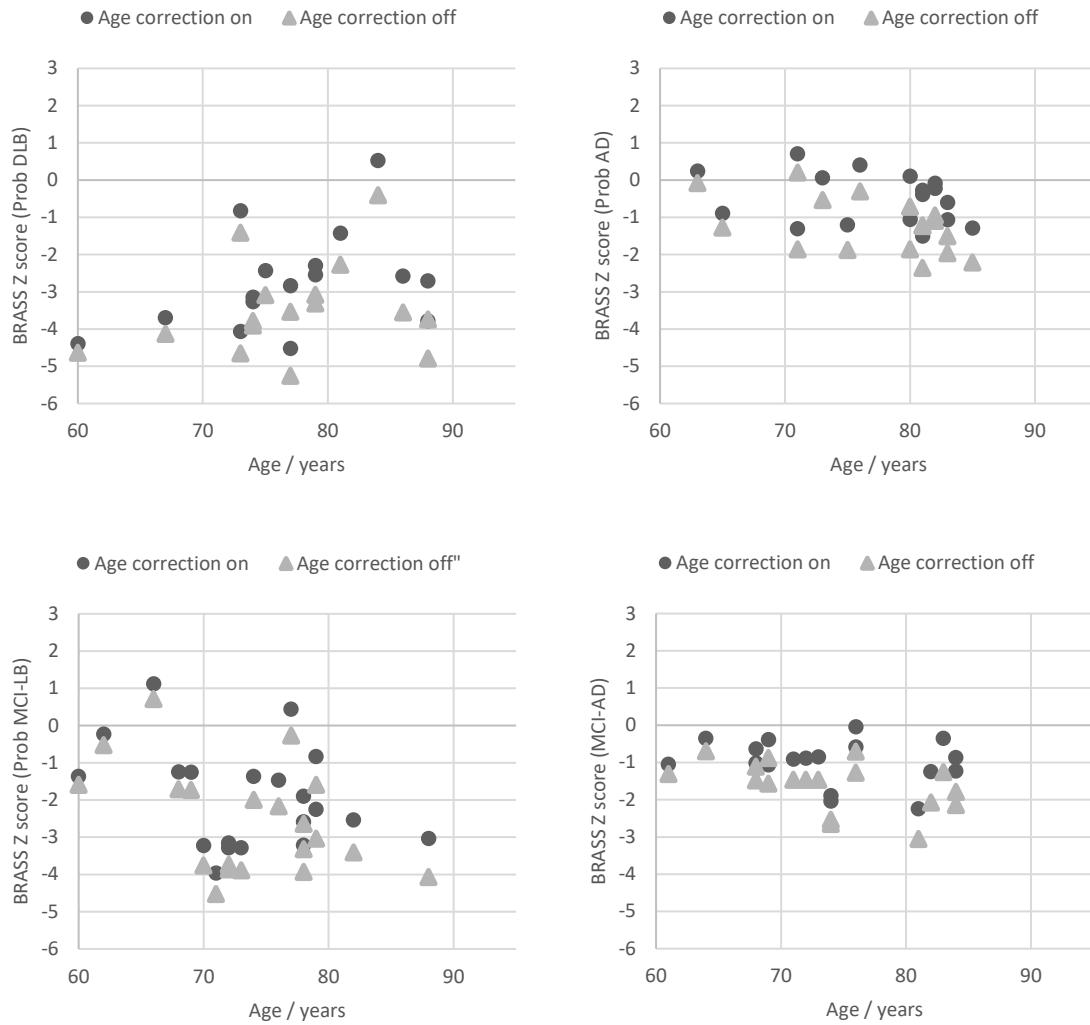 Age correction on Age correction off
3
2
1
0
-1
-2
-3
-4
-5
-6
60 70 80 90
BRASS Z score (Prob DLB)
Age / years
Age correction on Age correction off
3
2
1
0
-1
-2
-3
-4
-5
-6
60 70 80 90
BRASS Z score (Prob AD)
Age / years
Age correction on Age correction off"
3
2
1
0
-1
-2
-3
-4
-5
-6
60 70 80 90
BRASS Z score (Prob MCI-LB)
Age / years
Age correction on Age correction off
3
2
1
0
-1
-2
-3
-4
-5
-6
60 70 80 90
BRASS Z score (MCI-AD)
Age / years